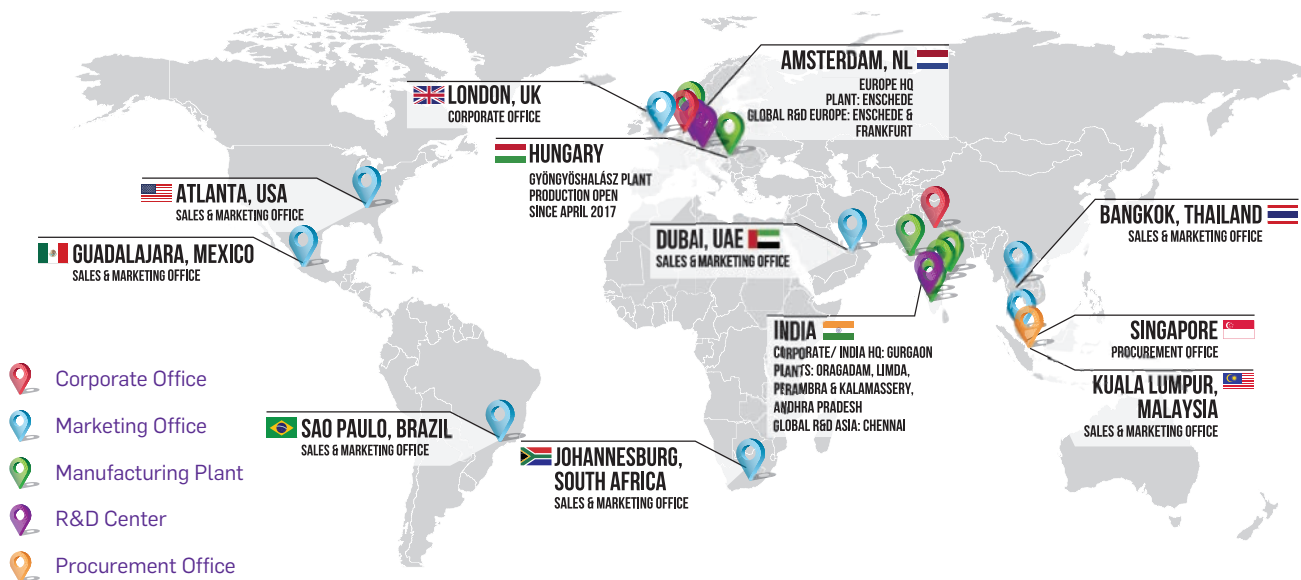 AMSTERDAM, NL
EUROPE HQ
PLANT: ENSCHEDE
GLOBAL R&D EUROPE: ENSCHEDE &
FRANKFURT
LONDON, UK
CORPORATE OFFICE
HUNGARY
GYÖNGYÖSHALÁSZ PLANT
PRODUCTION OPEN
SINCE APRIL 2017
ATLANTA, USA
SALES & MARKETING OFFICE
GUADALAJARA, MEXICO
SALES & MARKETING OFFICE
DUBAI, UAE
SALES & MARKETING OFFICE
BANGKOK, THAILAND
SALES & MARKETING OFFICE
INDIA
CORPORATE/ INDIA HQ: GURGAON
PLANTS: ORAGADAM, LIMDA,
PERAMBRA & KALAMASSERY,
ANDHRA PRADESH
GLOBAL R&D ASIA: CHENNAI
SINGAPORE
PROCUREMENT OFFICE
KUALA LUMPUR,
MALAYSIA
SALES & MARKETING OFFICE
SAO PAULO, BRAZIL
SALES & MARKETING OFFICE
JOHANNESBURG,
SOUTH AFRICA
SALES & MARKETING OFFICE
Corporate Office
Marketing Office
Manufacturing Plant
R&D Center
Procurement Office